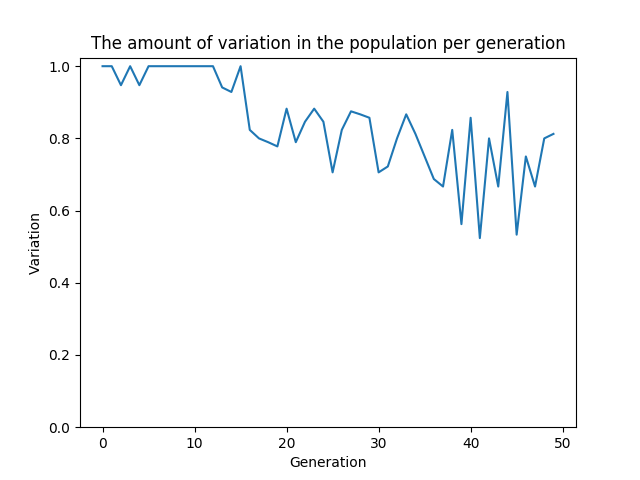 The amount of variation in the population per generation
1.0
0.8
0.6
0.4
0.2
0.0
Variation
0 10 20 30 40 50
Generation